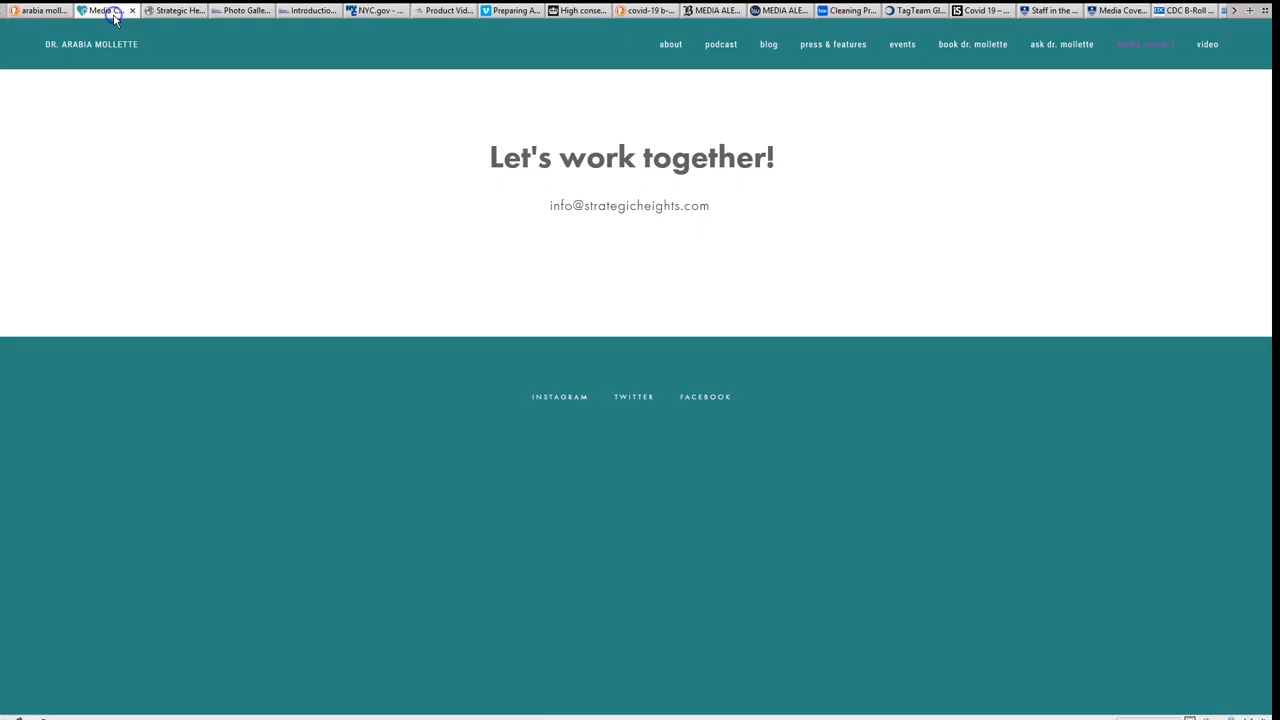 arabia moll... Media Strategic He... Photo Galle... Introductio... NYC.gov - ... Product Vid... Preparing A... High conse... covid-19 b-... MEDIA ALE... MEDIA ALE... Cleaning Pr... TagTeam Gl... Covid 19 – ... Staff in the ... Media Cove... CDC B-Roll ...
DR. ARABIA MOLLETTE about podcast blog press & features events book dr. mollette ask dr. mollette video
Let's work together!
info@strategicheights.com
INSTAGRAM TWITTER FACEBOOK